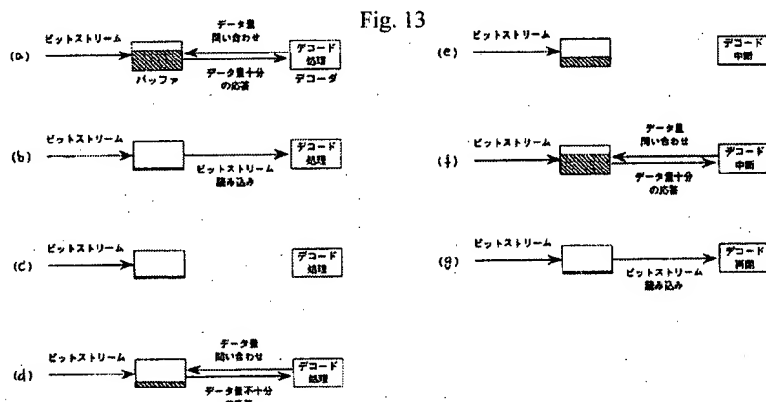 Fig. 13
(a)
ビットストリーム
データ量
問い合わせ
データ量十分
の応答
バッファ
デコード
処理
デコーダ
(b)
ビットストリーム
ビットストリーム
読み込み
デコード
処理
(c)
ビットストリーム
デコード
処理
(d)
ビットストリーム
データ量
問い合わせ
データ量不十分
デコード
処理
(e)
ビットストリーム
デコード
中断
(f)
ビットストリーム
データ量
問い合わせ
データ量十分
の応答
デコード
中断
(g)
ビットストリーム
ビットストリーム
読み込み
デコード
再開